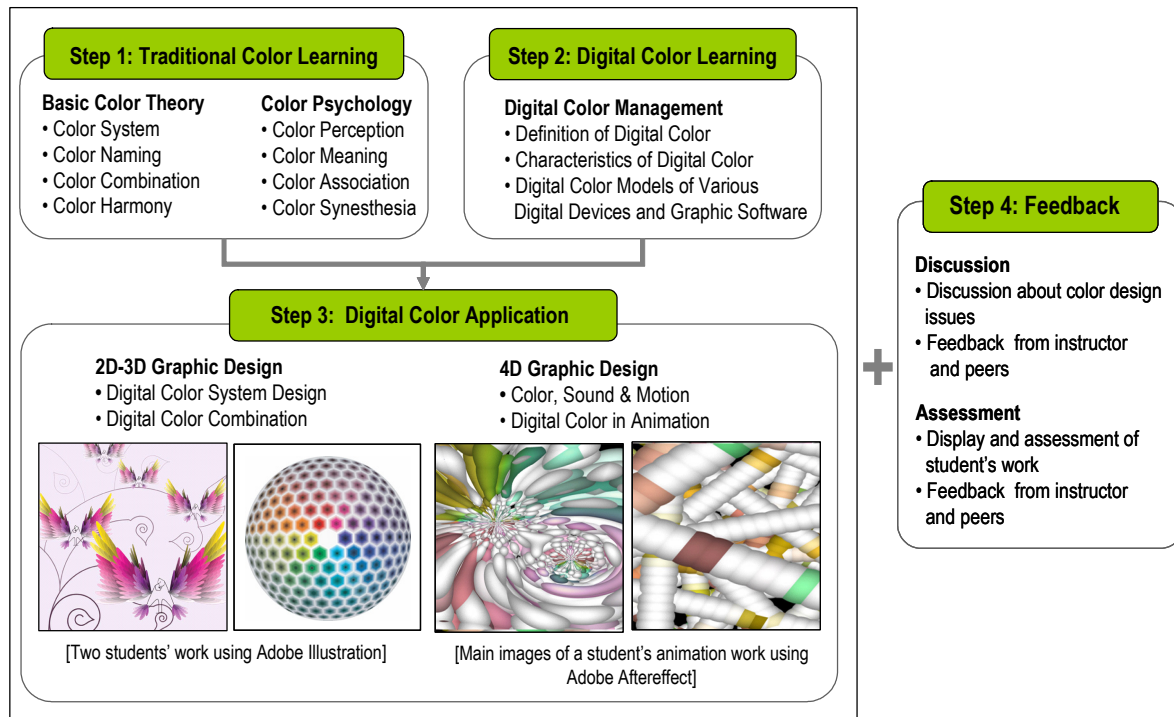 Step 1: Traditional Color Learning
Basic Color Theory
• Color System
• Color Naming
• Color Combination
• Color Harmony
Color Psychology
• Color Perception
• Color Meaning
• Color Association
• Color Synesthesia
Step 2: Digital Color Learning
Digital Color Management
• Definition of Digital Color
• Characteristics of Digital Color
• Digital Color Models of Various
Digital Devices and Graphic Software
Step 3: Digital Color Application
2D-3D Graphic Design
• Digital Color System Design
• Digital Color Combination
[Two students’ work using Adobe Illustration]
4D Graphic Design
• Color, Sound & Motion
• Digital Color in Animation
[Main images of a student’s animation work using
Adobe Aftereffect]
+
Step 4: Feedback
Discussion
• Discussion about color design
issues
• Feedback from instructor
and peers
Assessment
• Display and assessment of
student’s work
• Feedback from instructor
and peers